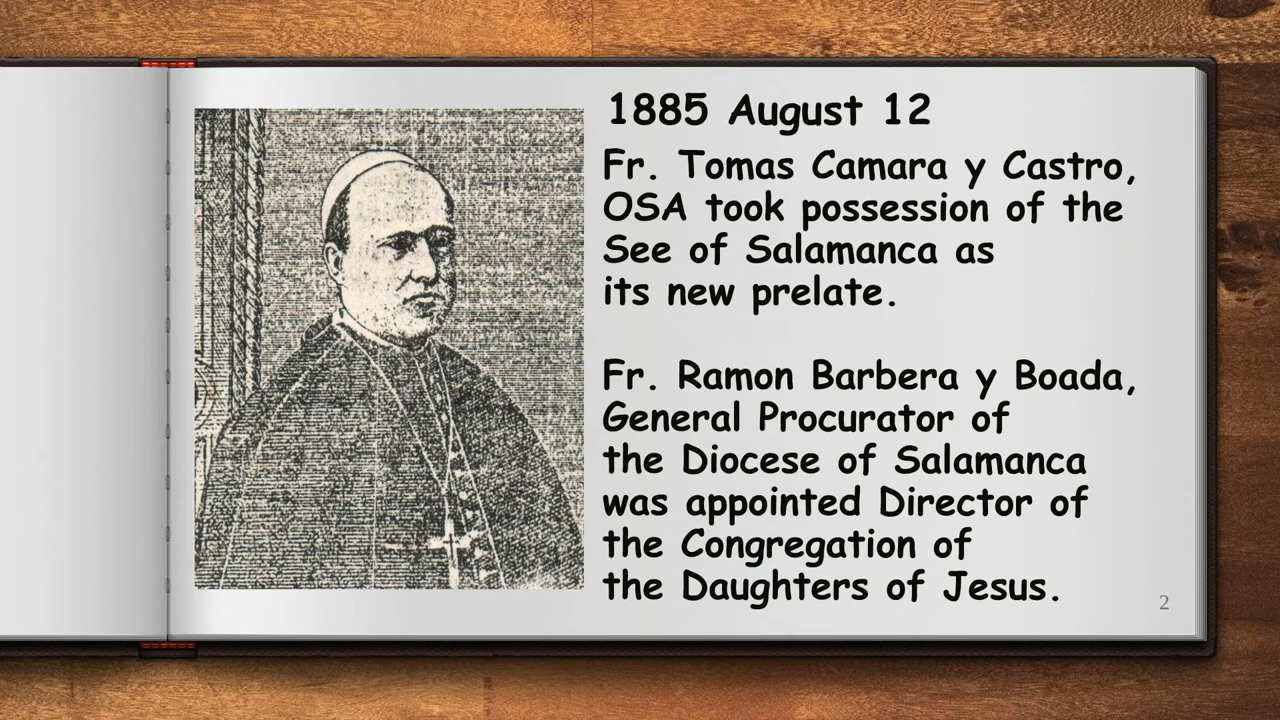 1885 August 12
Fr. Tomas Camara y Castro,
OSA took possession of the
See of Salamanca as
its new prelate.
Fr. Ramon Barbera y Boada,
General Procurator of
the Diocese of Salamanca
was appointed Director of
the Congregation of
the Daughters of Jesus.
2